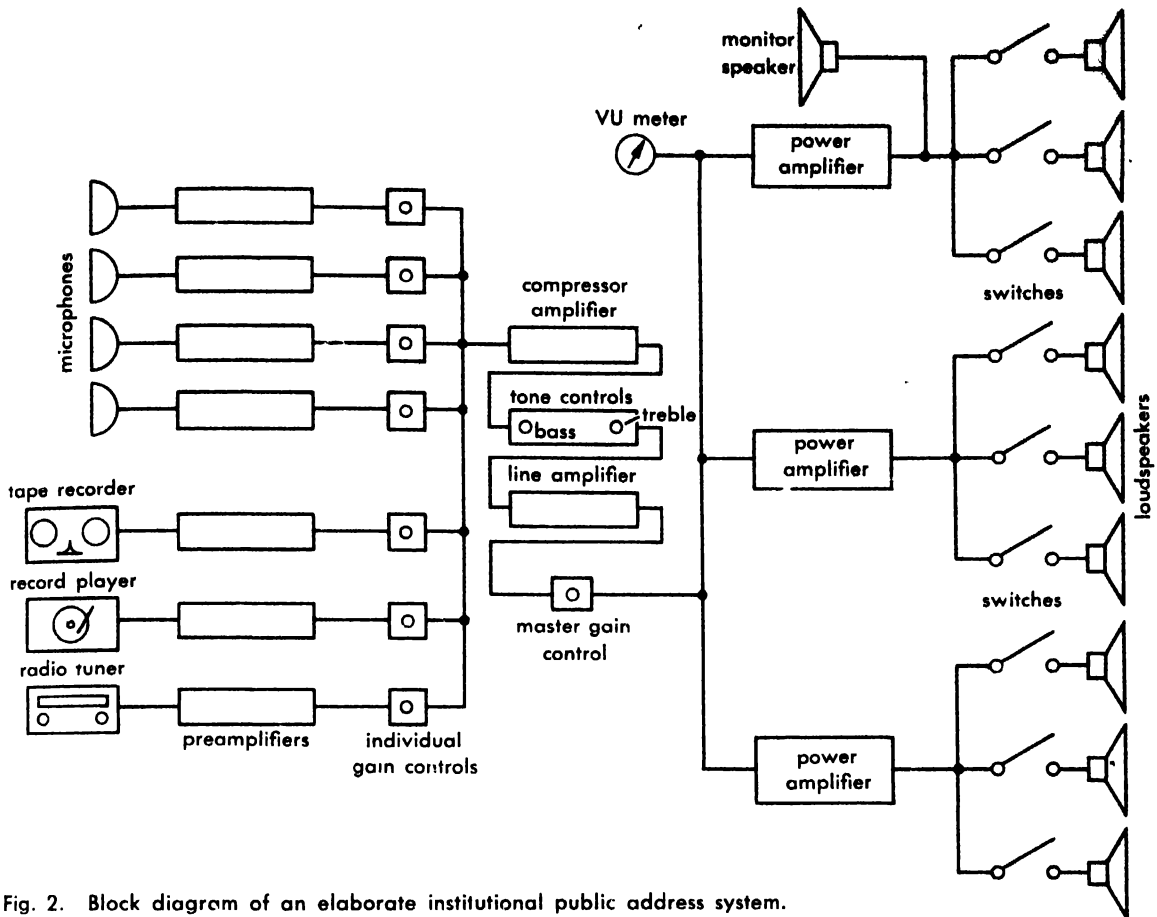 monitor
speaker
VU meter
power
amplifier
switches
microphones
compressor
amplifier
tone controls
treble
bass
line amplifier
master gain
control
power
amplifier
loudspeakers
switches
tape recorder
record player
radio tuner
preamplifiers
individual
gain controls
power
amplifier
Fig. 2. Block diagram of an elaborate institutional public address system.